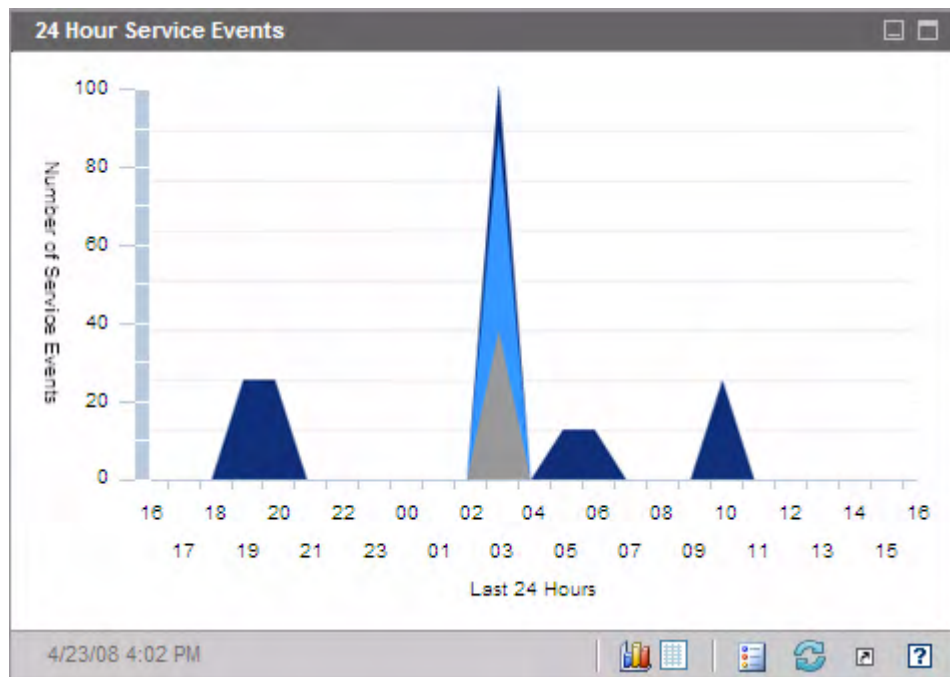 24 Hour Service Events
100
80
60
40
20
0
Number of Service Events
16 18 20 22 00 02 04 06 08 10 12 14 16
17 19 21 23 01 03 05 07 09 11 13 15
Last 24 Hours
4/23/08 4:02 PM
?